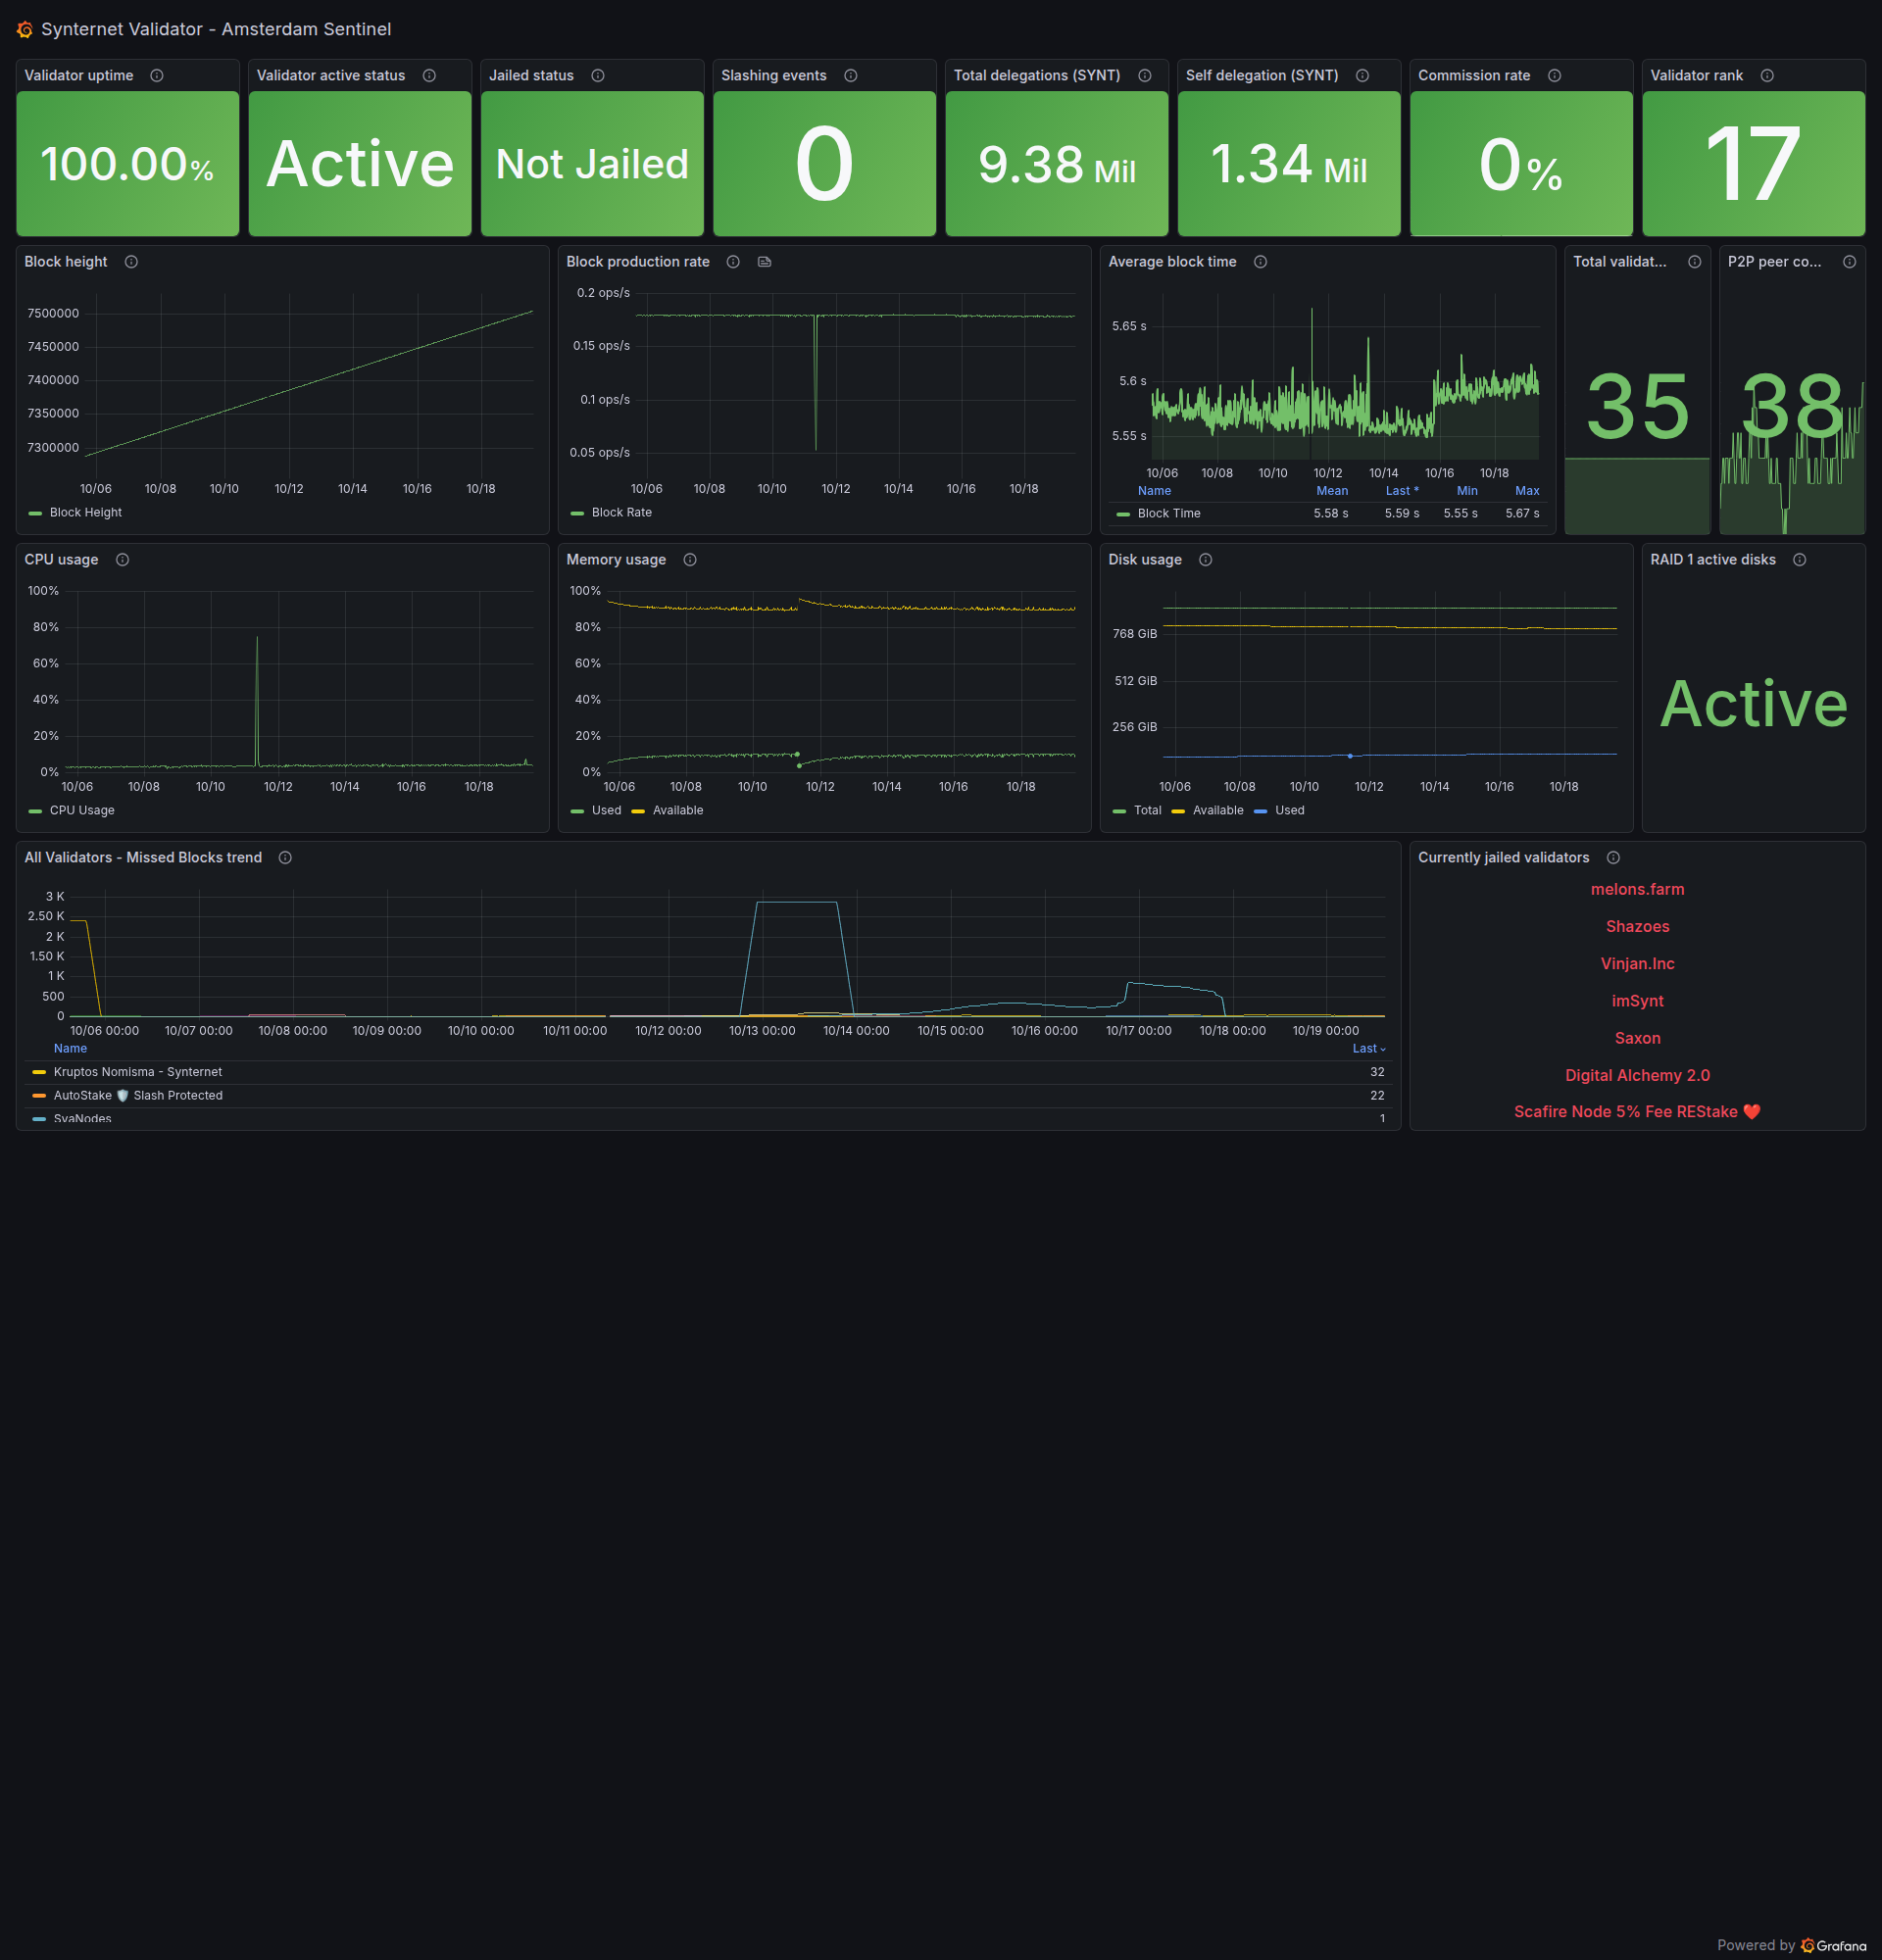 Synternet Validator - Amsterdam Sentinel
Validator uptime
100.00%
Validator active status
Active
Jailed status
Not Jailed
Slashing events
0
Total delegations (SYNT)
9.38 Mil
Self delegation (SYNT)
1.34 Mil
Commission rate
0%
Validator rank
17
Block height
7500000
7450000
7400000
7350000
7300000
10/06 10/08 10/10 10/12 10/14 10/16 10/18
Block Height
Block production rate
0.2 ops/s
0.15 ops/s
0.1 ops/s
0.05 ops/s
10/06 10/08 10/10 10/12 10/14 10/16 10/18
Block Rate
Average block time
5.65 s
5.6 s
5.55 s
10/06 10/08 10/10 10/12 10/14 10/16 10/18
Name Mean Last * Min Max
Block Time 5.58 s 5.59 s 5.55 s 5.67 s
Total validat...
35
P2P peer co...
38
CPU usage
100%
80%
60%
40%
20%
0%
10/06 10/08 10/10 10/12 10/14 10/16 10/18
CPU Usage
Memory usage
100%
80%
60%
40%
20%
0%
10/06 10/08 10/10 10/12 10/14 10/16 10/18
Used Available
Disk usage
768 GiB
512 GiB
256 GiB
10/06 10/08 10/10 10/12 10/14 10/16 10/18
Total Available Used
RAID 1 active disks
Active
All Validators - Missed Blocks trend
3 K
2.50 K
2 K
1.50 K
1 K
500
0
10/06 00:00 10/07 00:00 10/08 00:00 10/09 00:00 10/10 00:00 10/11 00:00 10/12 00:00 10/13 00:00 10/14 00:00 10/15 00:00 10/16 00:00 10/17 00:00 10/18 00:00 10/19 00:00
Name Last
Kruptos Nomisma - Synternet 32
AutoStake 🛡️ Slash Protected 22
1
Currently jailed validators
melons.farm
Shazoes
Vinjan.Inc
imSynt
Saxon
Digital Alchemy 2.0
Scafire Node 5% Fee REStake ❤️
Powered by Grafana